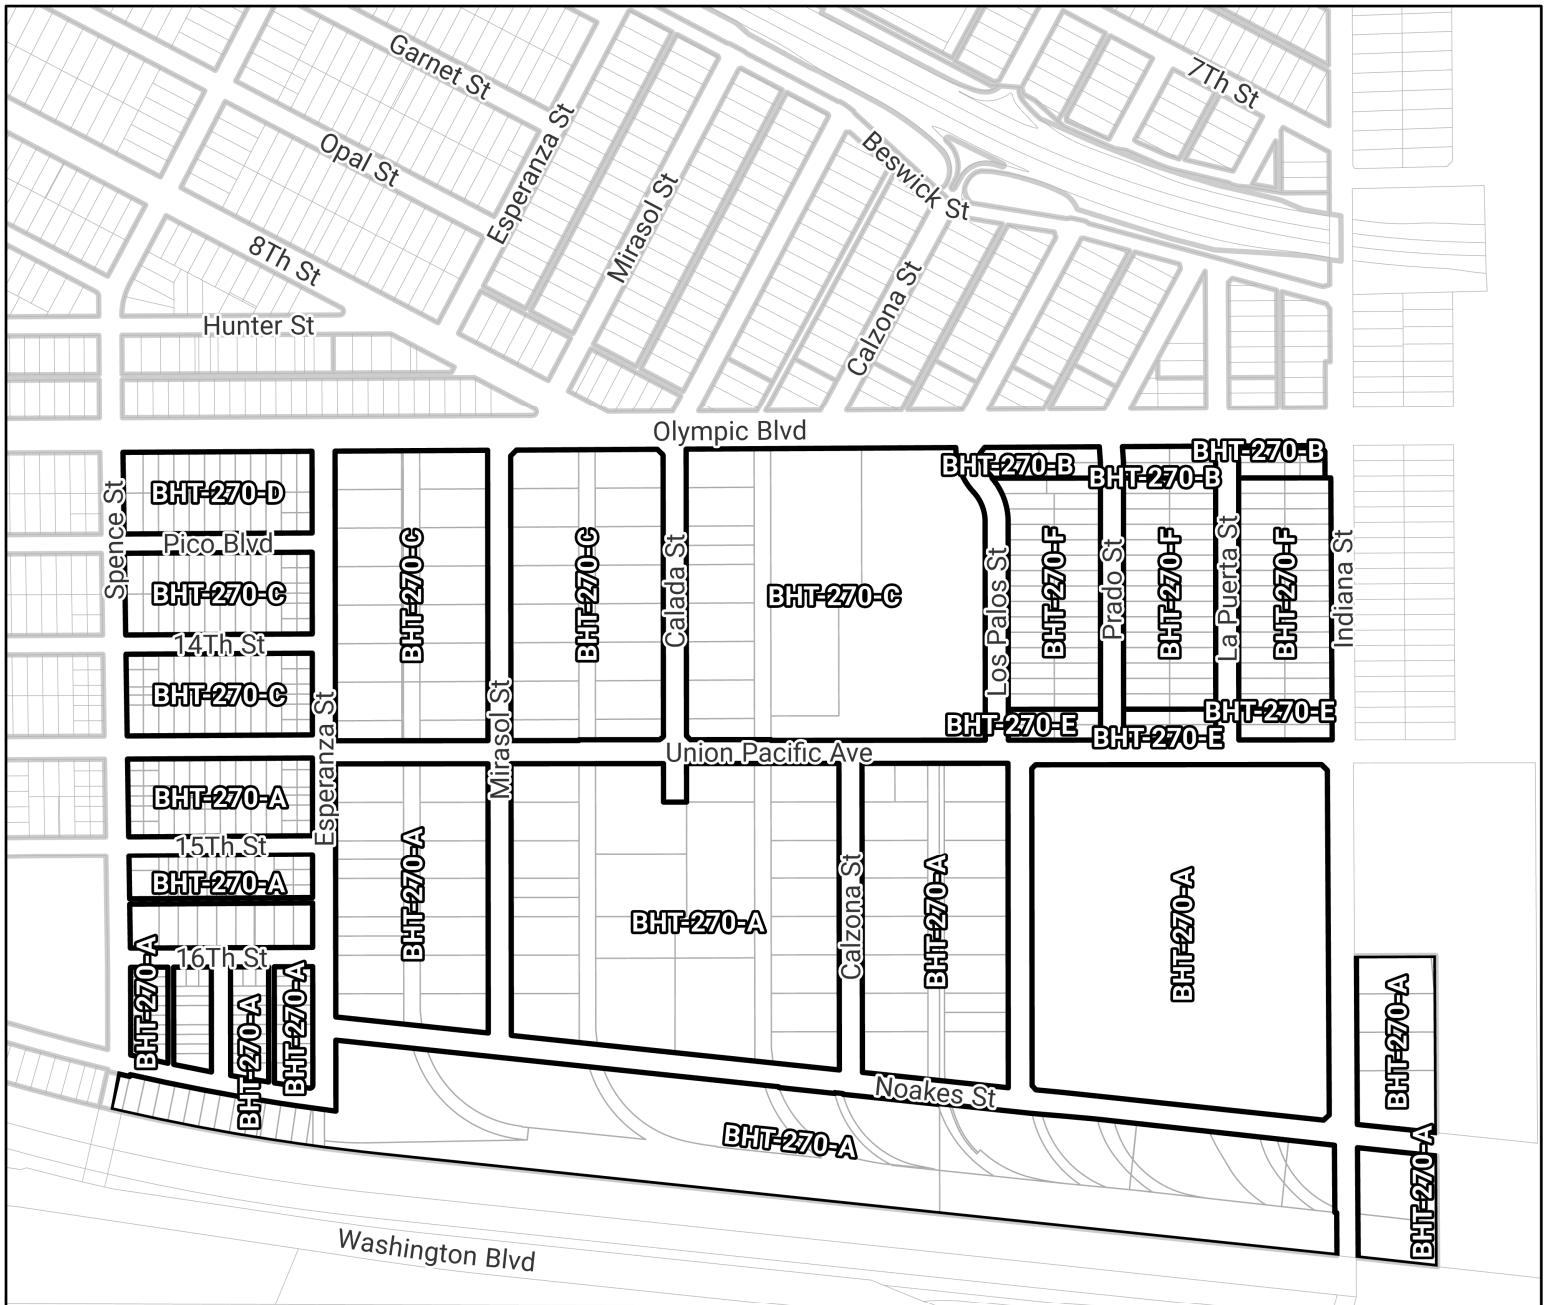 Garnet St
7Th St
Opal St
Esperanza St
Beswick St
Mirasol St
8Th St
Calzona St
Hunter St
Olympic Blvd
BHT-270-B
BHT-270-B
BHT-270-B
Spence St
BHT-270-D
Pico Blvd
BHT-270-C
BHT-270-C
BHT-270-C
Calada St
BHT-270-C
Los Palos St
BHT-270-F
Prado St
BHT-270-F
La Puerta St
BHT-270-F
Indiana St
14Th St
BHT-270-C
Esperanza St
Mirasol St
BHT-270-E
BHT-270-E
BHT-270-E
Union Pacific Ave
BHT-270-A
15Th St
BHT-270-A
BHT-270-A
BHT-270-A
Calzona St
BHT-270-A
BHT-270-A
16Th St
BHT-270-A
BHT-270-A
BHT-270-A
BHT-270-A
Noakes St
BHT-270-A
BHT-270-A
Washington Blvd